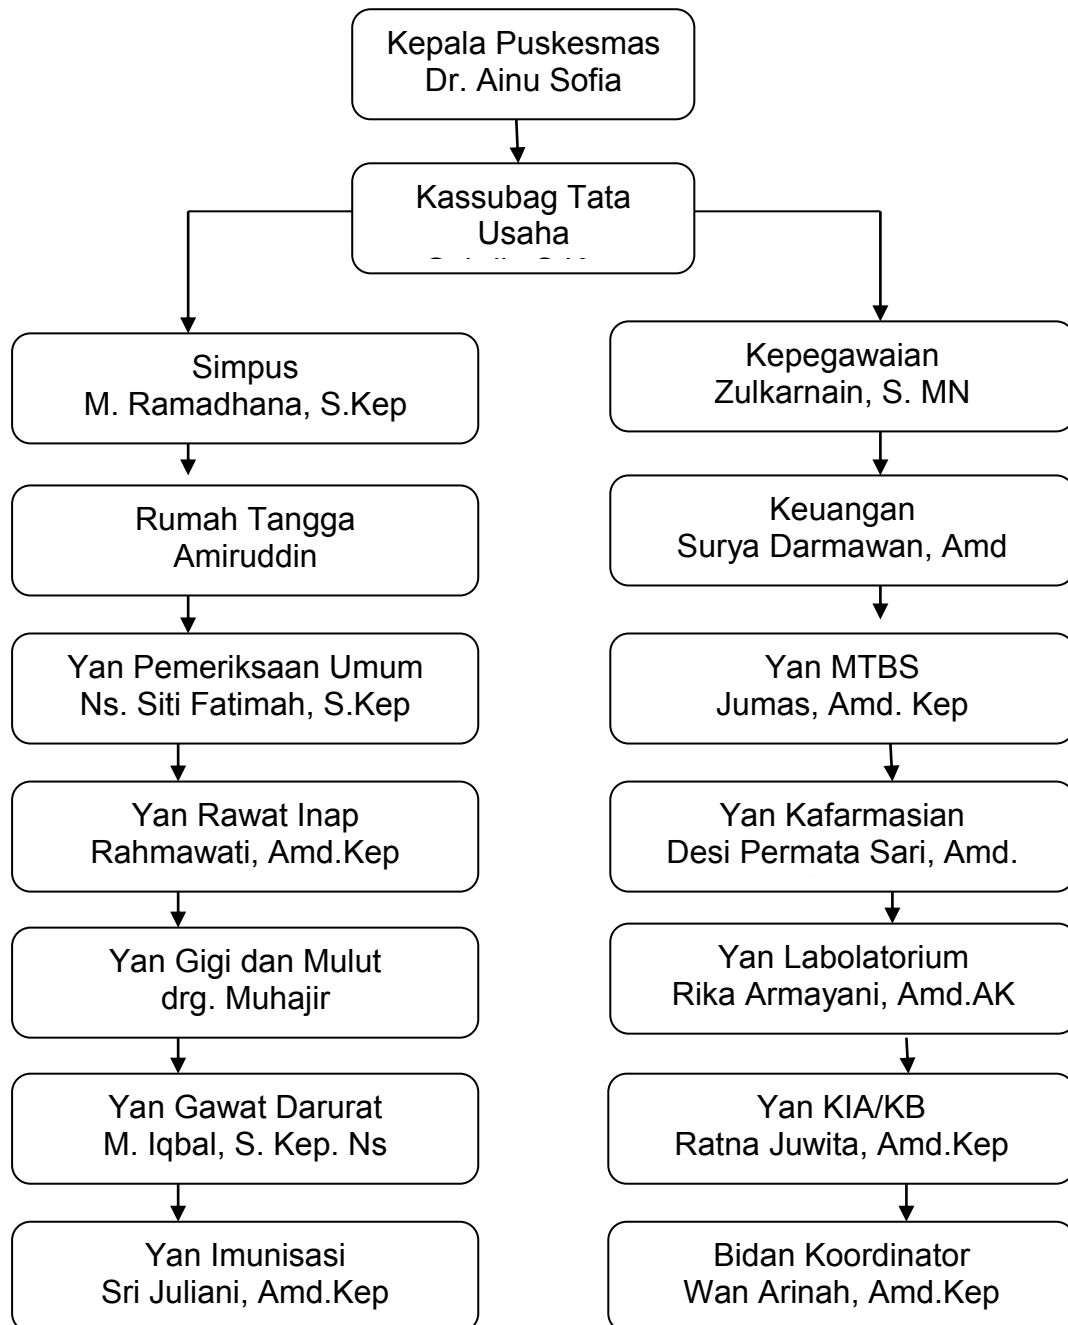 Kepala Puskesmas
Dr. Ainu Sofia
Kassubag Tata
Usaha
Simpus
M. Ramadhana, S.Kep
Rumah Tangga
Amiruddin
Yan Pemeriksaan Umum
Ns. Siti Fatimah, S.Kep
Yan Rawat Inap
Rahmawati, Amd.Kep
Yan Gigi dan Mulut
drg. Muhajir
Yan Gawat Darurat
M. Iqbal, S. Kep. Ns
Yan Imunisasi
Sri Juliani, Amd.Kep
Kepegawaian
Zulkarnain, S. MN
Keuangan
Surya Darmawan, Amd
Yan MTBS
Jumas, Amd. Kep
Yan Kafarmasian
Desi Permata Sari, Amd.
Yan Labolatorium
Rika Armayani, Amd.AK
Yan KIA/KB
Ratna Juwita, Amd.Kep
Bidan Koordinator
Wan Arinah, Amd.Kep